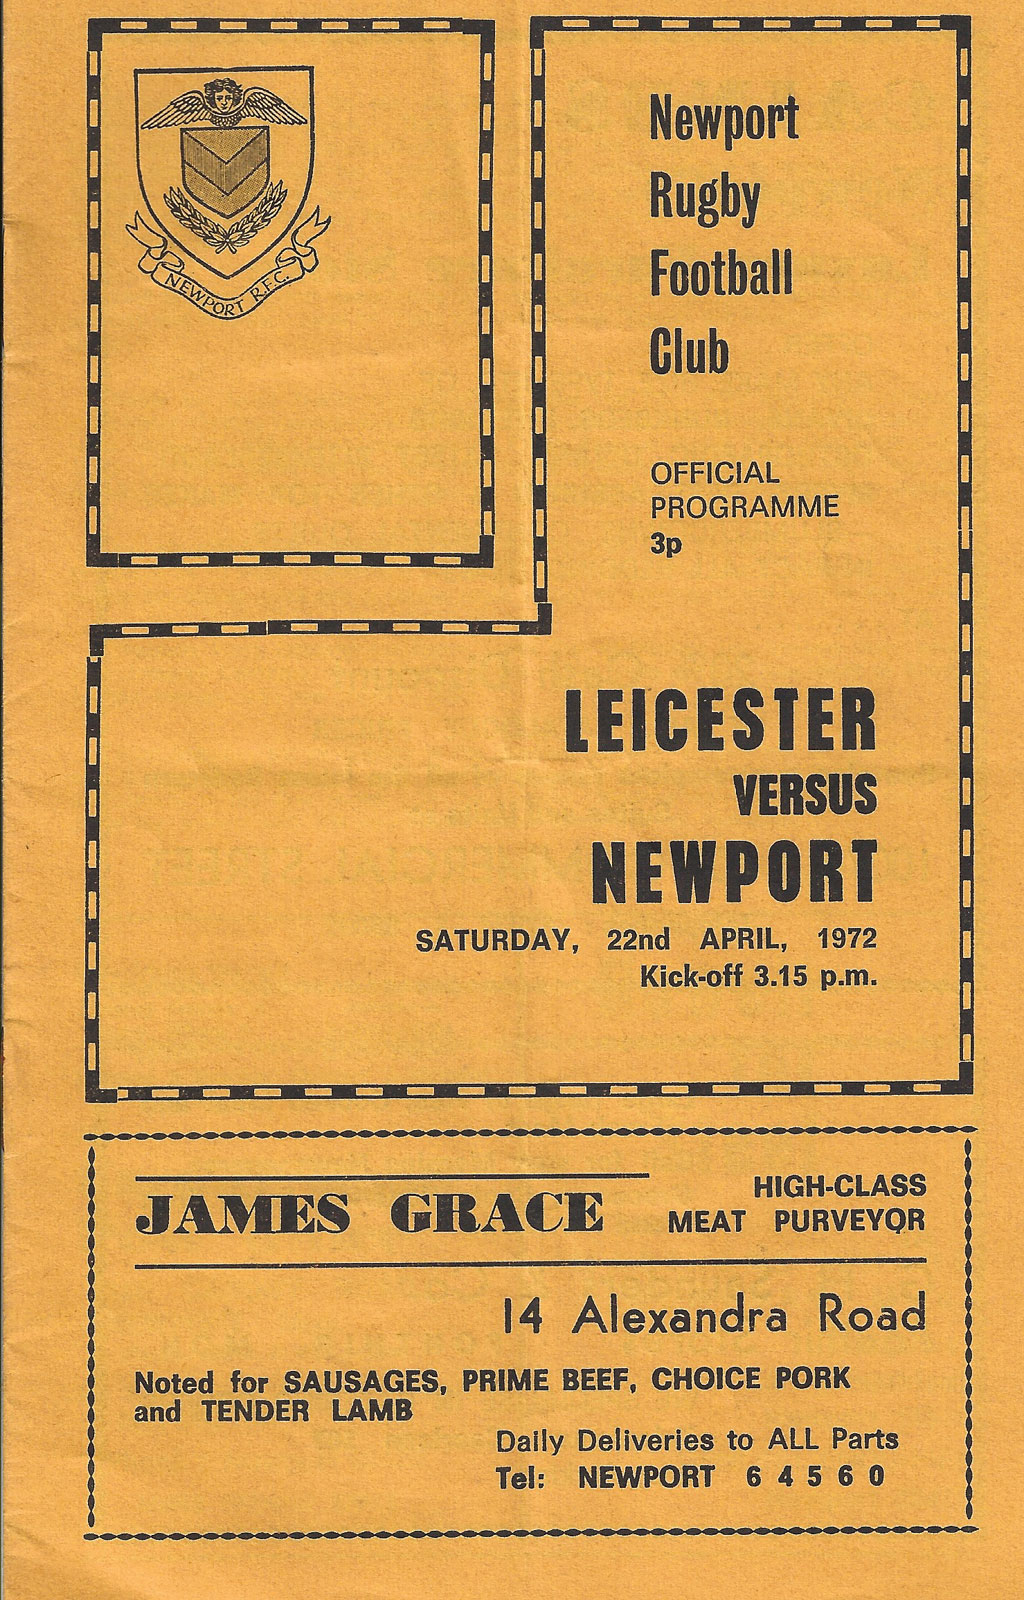 NEWPORT R.F.C.
Newport
Rugby
Football
Club
OFFICIAL
PROGRAMME
3p
LEICESTER
VERSUS
NEWPORT
SATURDAY, 22nd APRIL, 1972
Kick-off 3.15 p.m.
JAMES GRACE
HIGH-CLASS
MEAT PURVEYOR
14 Alexandra Road
Noted for SAUSAGES, PRIME BEEF, CHOICE PORK
and TENDER LAMB
Daily Deliveries to ALL Parts
Tel: NEWPORT 6 4 5 6 0